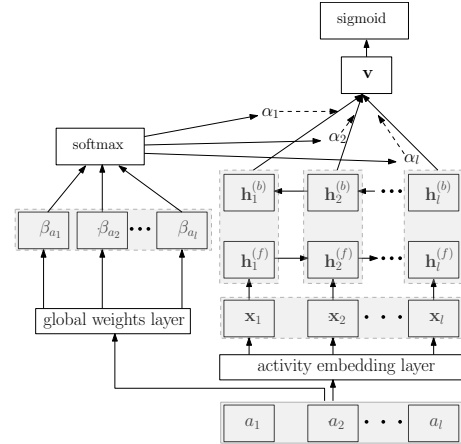 sigmoid
v
α₁
α₂
softmax
αₗ
h₁⁽ᵇ⁾ h₂⁽ᵇ⁾ ••• hₗ⁽ᵇ⁾
βₐ₁ βₐ₂ ••• βₐₗ
h₁⁽ᶠ⁾ h₂⁽ᶠ⁾ ••• hₗ⁽ᶠ⁾
global weights layer
x₁ x₂ • • • xₗ
activity embedding layer
a₁ a₂ • • • aₗ